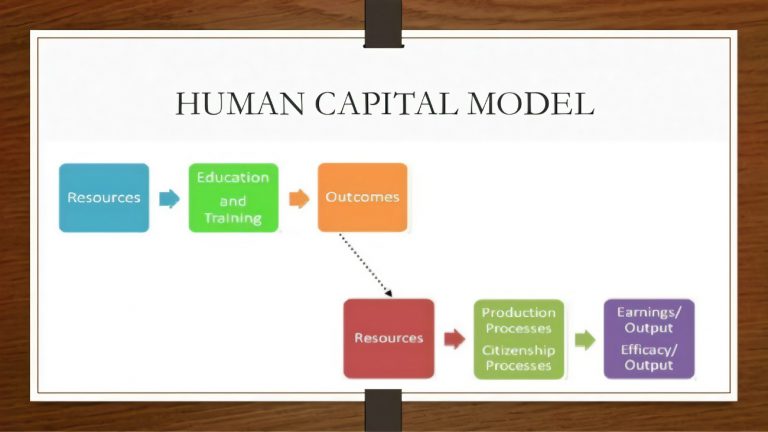 HUMAN CAPITAL MODEL
Resources
Education
and
Training
Outcomes
Resources
Production
Processes
Citizenship
Processes
Earnings/
Output
Efficacy/
Output